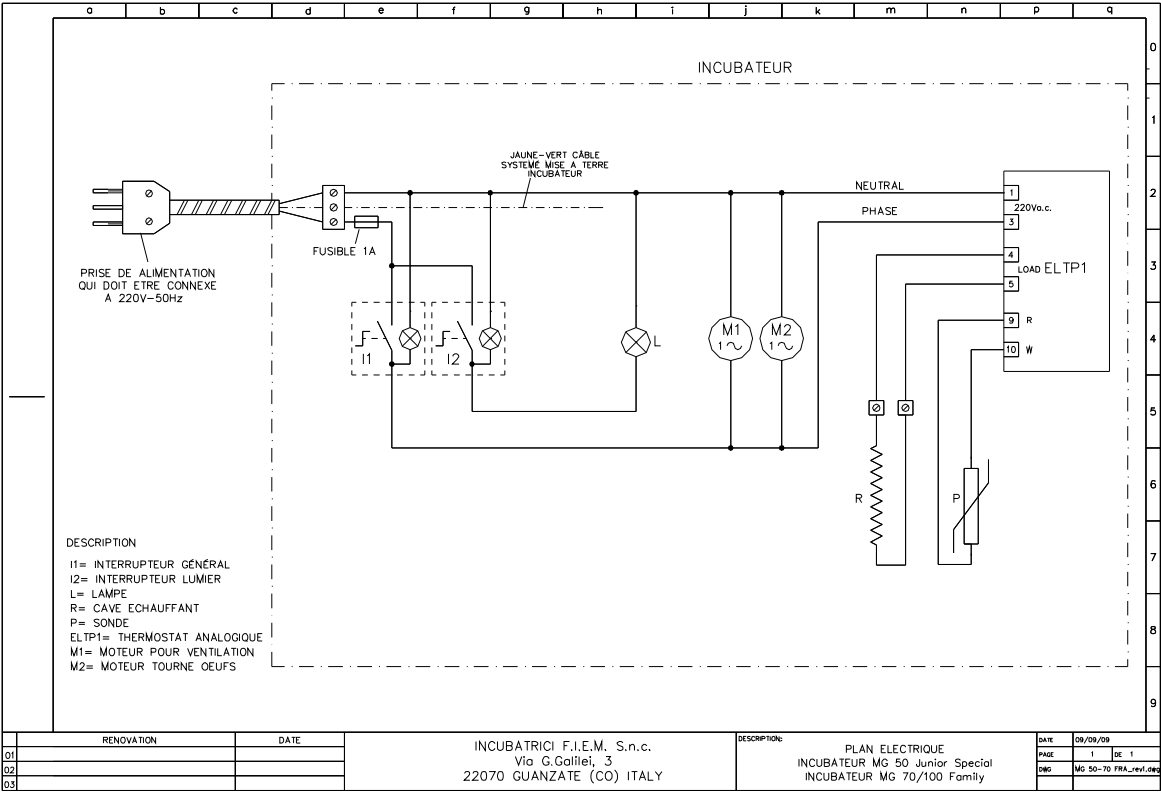 a b c d e f g h i j k m n p q
0
1
2
3
4
5
6
7
8
9
INCUBATEUR
JAUNE-VERT CÂBLE
SYSTEMÉ MISE A TERRE
INCUBATEUR
NEUTRAL
PHASE
1
220Va.c.
3
4
LOAD ELTP1
5
9 R
10 W
FUSIBLE 1A
PRISE DE ALIMENTATION
QUI DOIT ETRE CONNEXE
A 220V-50Hz
I1
I2
L
M1
1~
M2
1~
R
P
DESCRIPTION
I1= INTERRUPTEUR GÉNÉRAL
I2= INTERRUPTEUR LUMIER
L= LAMPE
R= CAVE ECHAUFFANT
P= SONDE
ELTP1= THERMOSTAT ANALOGIQUE
M1= MOTEUR POUR VENTILATION
M2= MOTEUR TOURNE OEUFS
RENOVATION DATE
01
02
03
INCUBATRICI F.I.E.M. S.n.c.
Via G.Galilei, 3
22070 GUANZATE (CO) ITALY
DESCRIPTION:
PLAN ELECTRIQUE
INCUBATEUR MG 50 Junior Special
INCUBATEUR MG 70/100 Family
DATE 09/09/09
PAGE 1 DE 1
DWG MG 50-70 FRA_rev1.dwg